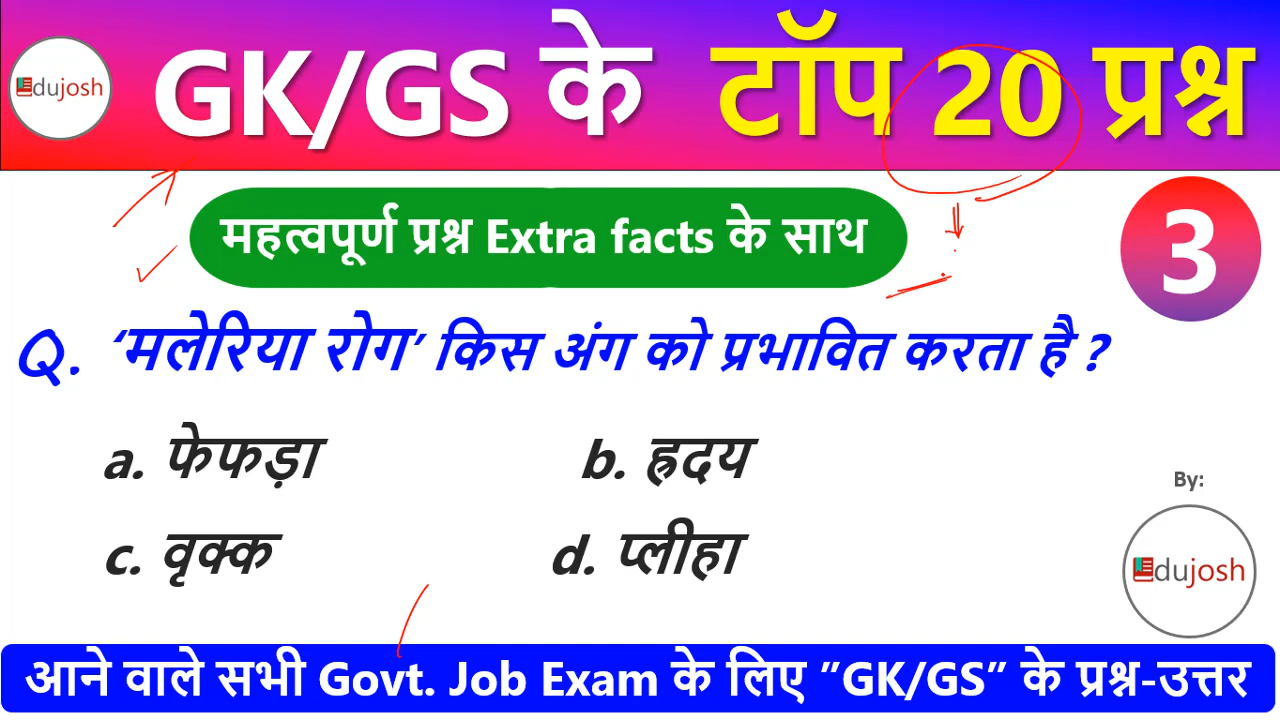 Edujosh
GK/GS के टॉप 20 प्रश्न
महत्वपूर्ण प्रश्न Extra facts के साथ
3
Q. ‘मलेरिया रोग’ किस अंग को प्रभावित करता है ?
a. फेफड़ा b. ह्रदय
c. वृक्क d. प्लीहा
By:
Edujosh
आने वाले सभी Govt. Job Exam के लिए ”GK/GS” के प्रश्न-उत्तर